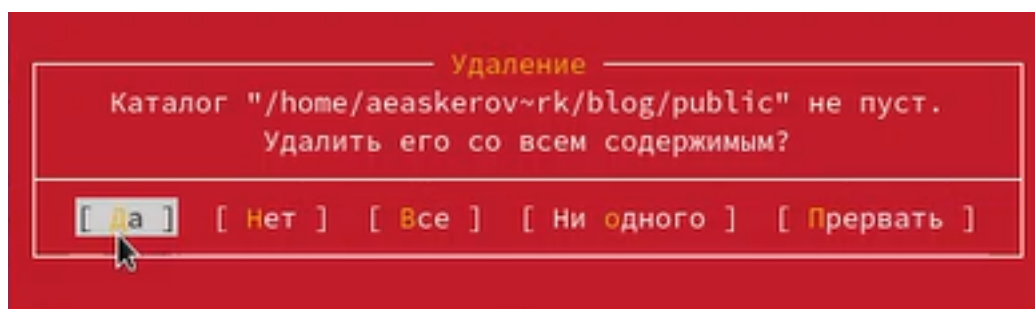 Удаление
Каталог "/home/aeaskerov~rk/blog/public" не пуст.
Удалить его со всем содержимым?
[ Да ] [ Нет ] [ Все ] [ Ни одного ] [ Прервать ]